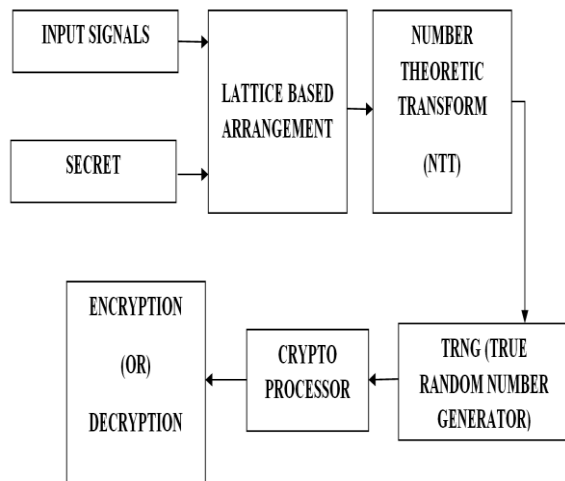 INPUT SIGNALS
SECRET
LATTICE BASED
ARRANGEMENT
NUMBER
THEORETIC
TRANSFORM
(NTT)
TRNG (TRUE
RANDOM NUMBER
GENERATOR)
CRYPTO
PROCESSOR
ENCRYPTION
(OR)
DECRYPTION